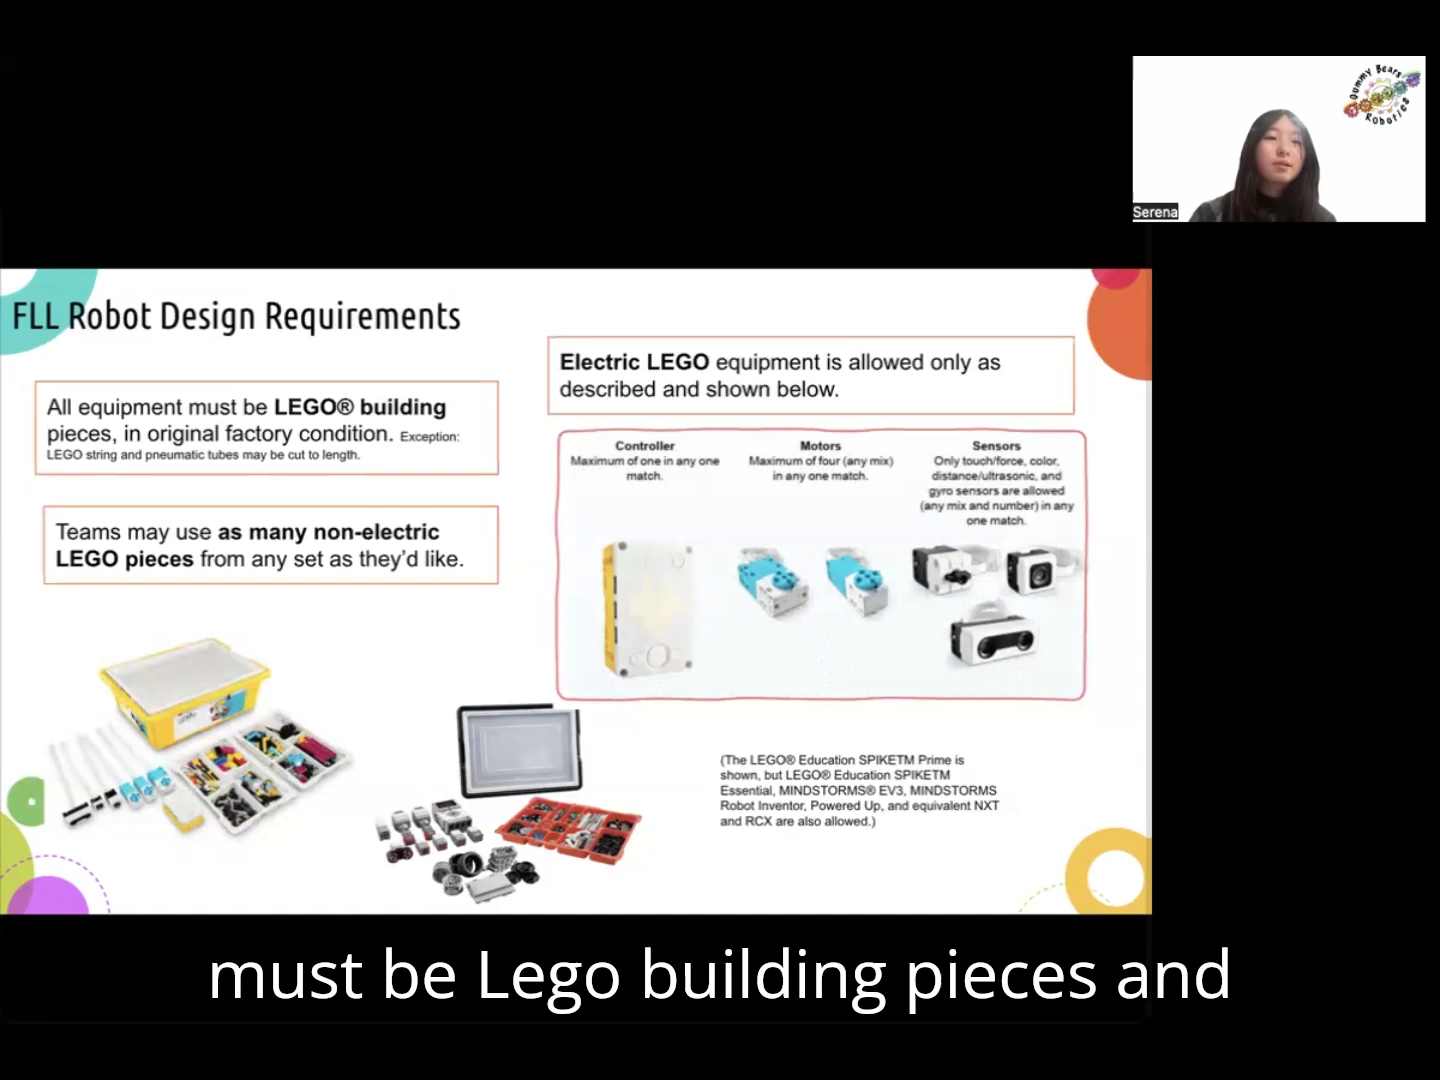 Gummy Bears
Robotics
Serena
FLL Robot Design Requirements
All equipment must be LEGO® building
pieces, in original factory condition. Exception:
LEGO string and pneumatic tubes may be cut to length.
Teams may use as many non-electric
LEGO pieces from any set as they'd like.
Electric LEGO equipment is allowed only as
described and shown below.
Controller
Maximum of one in any one
match.
Motors
Maximum of four (any mix)
in any one match.
Sensors
Only touch/force, color,
distance/ultrasonic, and
gyro sensors are allowed
(any mix and number) in any
one match.
(The LEGO® Education SPIKETM Prime is
shown, but LEGO® Education SPIKETM
Essential, MINDSTORMS® EV3, MINDSTORMS
Robot Inventor, Powered Up, and equivalent NXT
and RCX are also allowed.)
must be Lego building pieces and